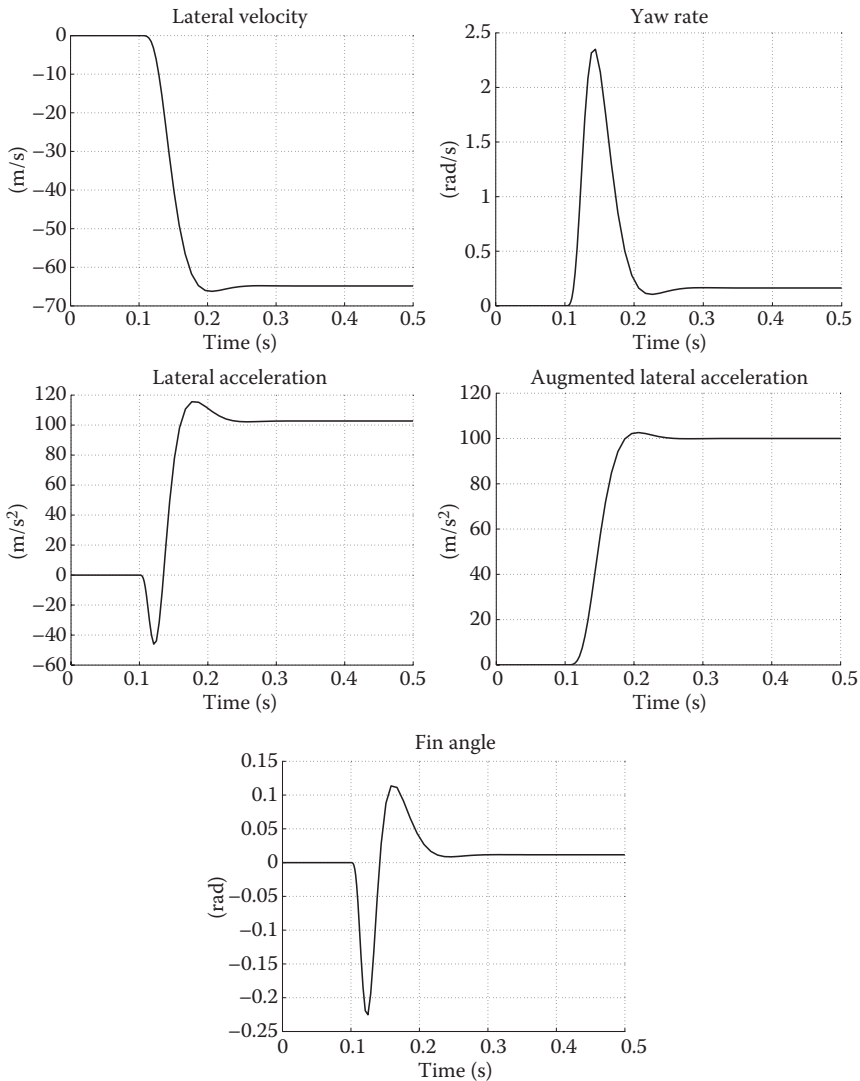 Lateral velocity
0
−10
−20
−30
−40
−50
−60
−70
(m/s)
0 0.1 0.2 0.3 0.4 0.5
Time (s)
Yaw rate
2.5
2
1.5
1
0.5
0
(rad/s)
0 0.1 0.2 0.3 0.4 0.5
Time (s)
Lateral acceleration
120
100
80
60
40
20
0
−20
−40
−60
(m/s²)
0 0.1 0.2 0.3 0.4 0.5
Time (s)
Augmented lateral acceleration
120
100
80
60
40
20
0
(m/s²)
0 0.1 0.2 0.3 0.4 0.5
Time (s)
Fin angle
0.15
0.1
0.05
0
−0.05
−0.1
−0.15
−0.2
−0.25
(rad)
0 0.1 0.2 0.3 0.4 0.5
Time (s)